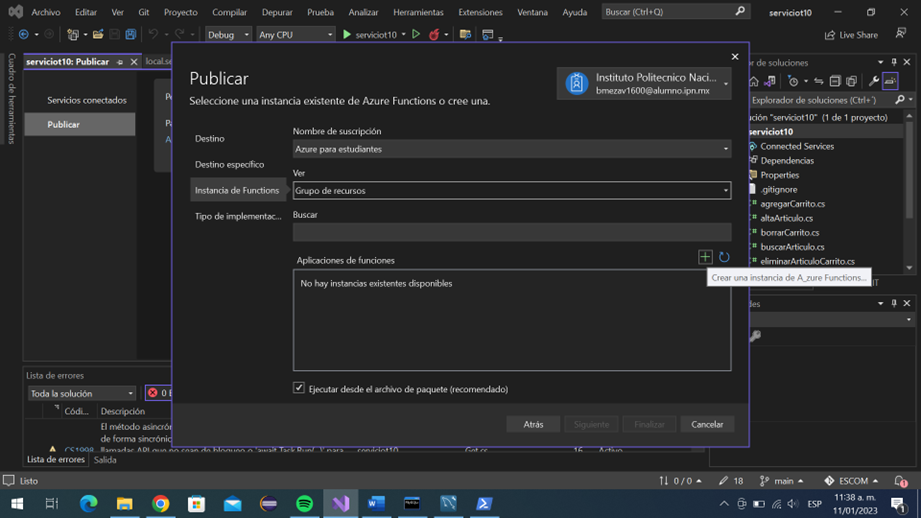 Archivo Editar Ver Git Proyecto Compilar Depurar Prueba Analizar Herramientas Extensiones Ventana Ayuda Buscar (Ctrl+Q) serviciot10
Debug Any CPU serviciot10 Live Share
serviciot10: Publicar local.se
Cuadro de herramientas
Servicios conectados
Publicar
Publicar
Seleccione una instancia existente de Azure Functions o cree una.
Instituto Politecnico Naci...
bmezav1600@alumno.ipn.mx
Destino
Destino específico
Instancia de Functions
Tipo de implementac...
Nombre de suscripción
Azure para estudiantes
Ver
Grupo de recursos
Buscar
Aplicaciones de funciones
No hay instancias existentes disponibles
Crear una instancia de A_zure Functions...
Ejecutar desde el archivo de paquete (recomendado)
Atrás Siguiente Finalizar Cancelar
or de soluciones
Explorador de soluciones (Ctrl+')
ución "serviciot10" (1 de 1 proyecto)
serviciot10
Connected Services
Dependencias
Properties
.gitignore
agregarCarrito.cs
altaArticulo.cs
borrarCarrito.cs
buscarArticulo.cs
eliminarArticuloCarrito.cs
des
Lista de errores
Toda la solución 0 E
Códi... Descripción
El método asincró
de forma sincróni
CS1998 llamadas API que no sean de bloqueo o 'await Task.Run(...)' para serviciot10 Get.cs 16 Activo
Lista de errores Salida
Listo 0 / 0 18 main ESCOM
ESP 11:38 a. m.
11/01/2023